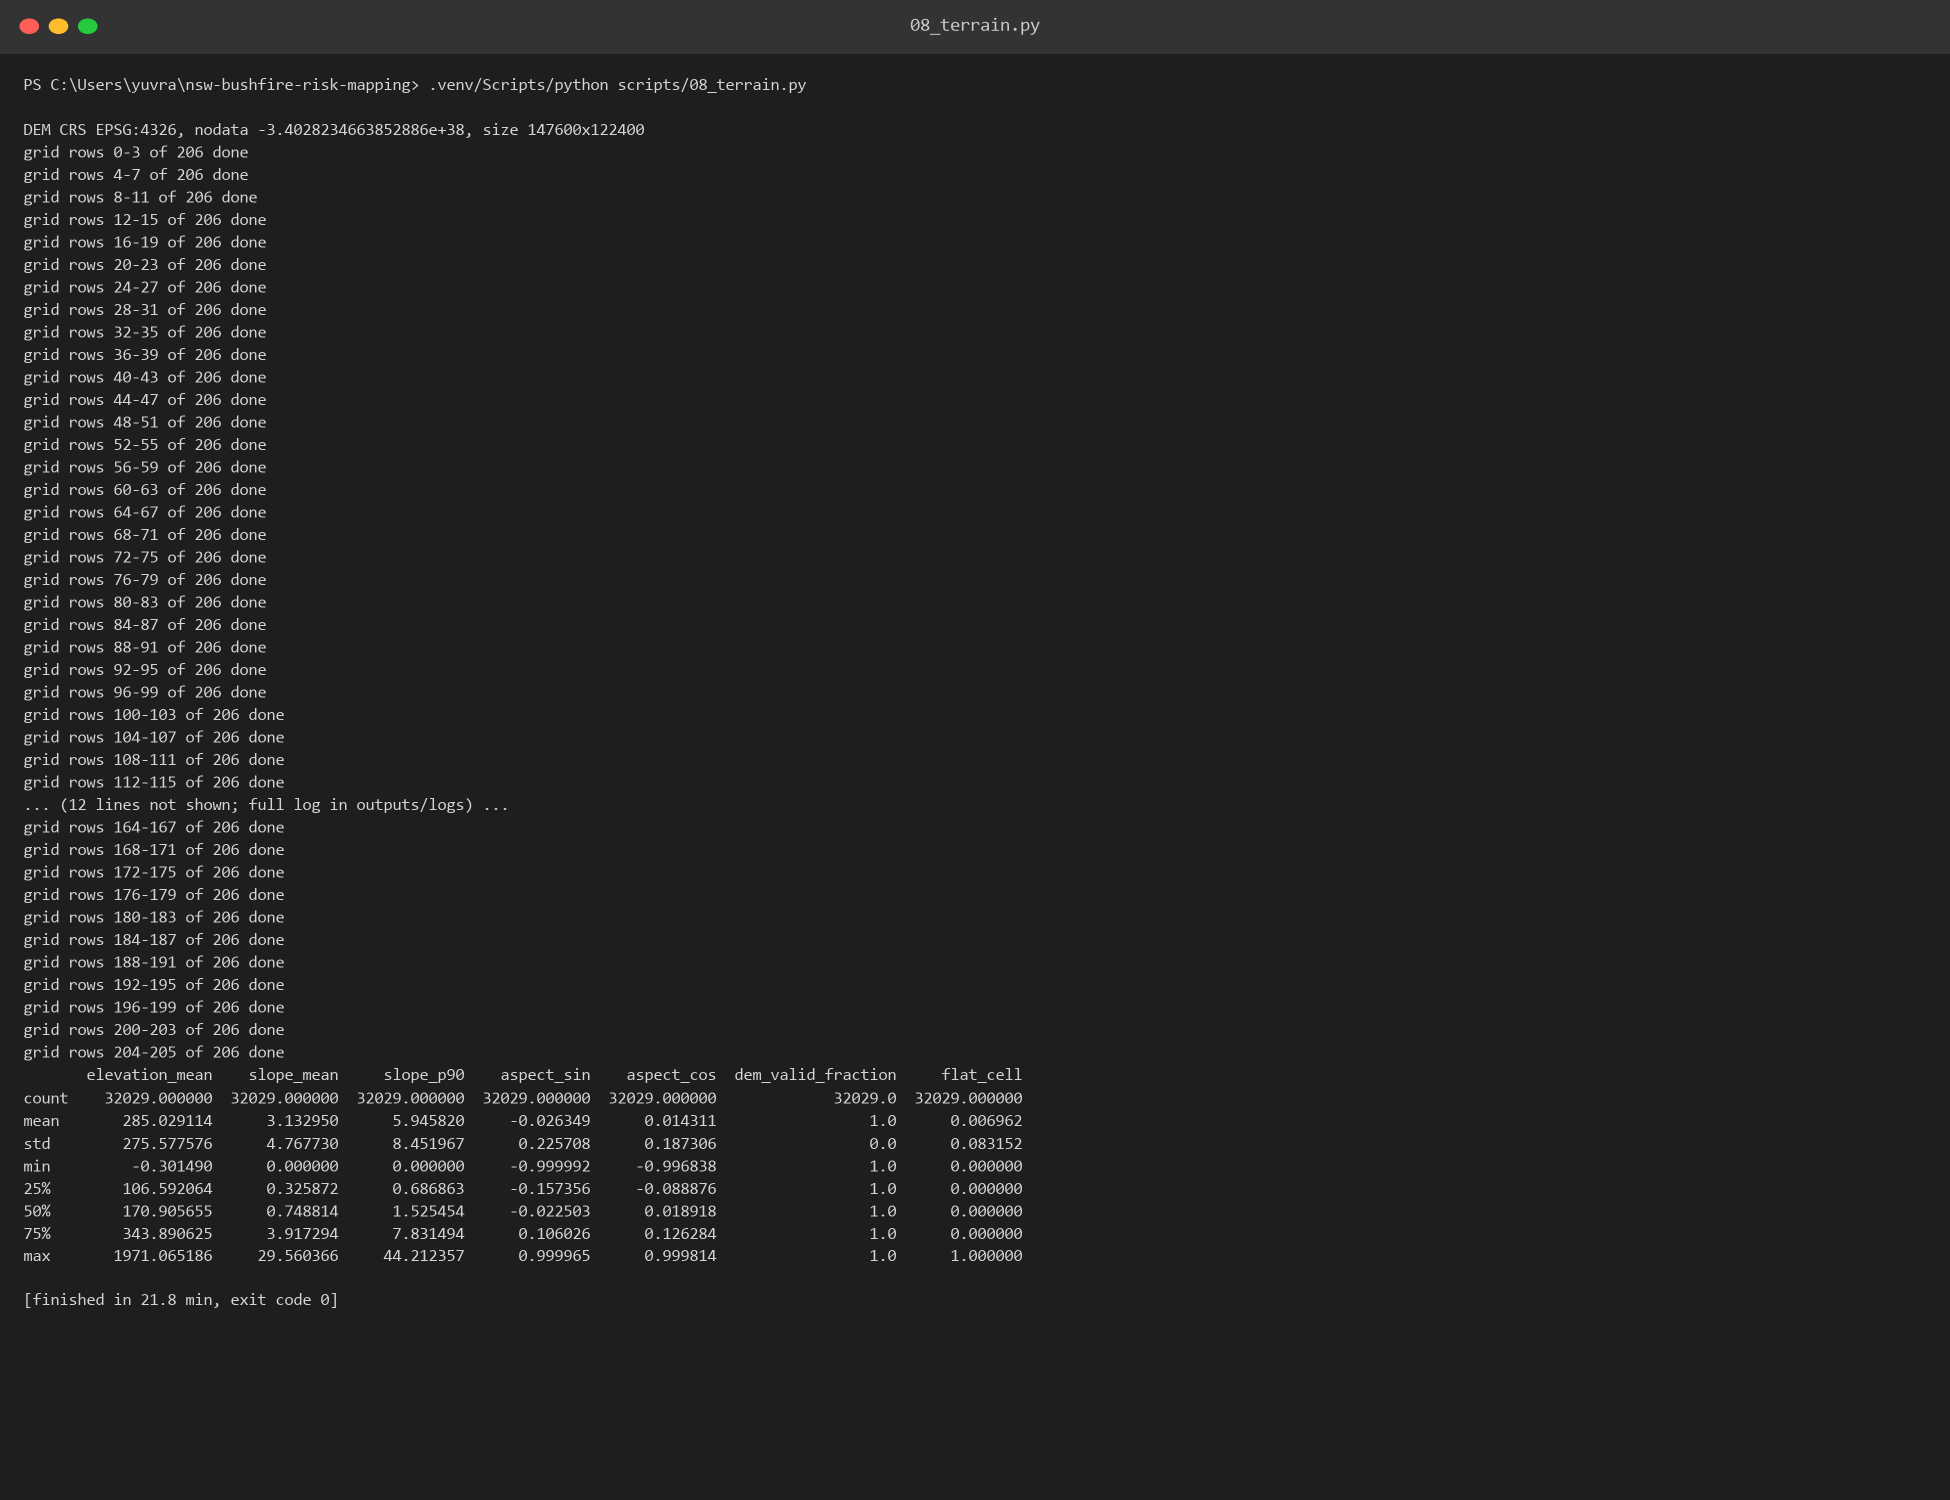 08_terrain.py
PS C:\Users\yuvra\nsw-bushfire-risk-mapping> .venv/Scripts/python scripts/08_terrain.py
DEM CRS EPSG:4326, nodata -3.4028234663852886e+38, size 147600x122400
grid rows 0-3 of 206 done
grid rows 4-7 of 206 done
grid rows 8-11 of 206 done
grid rows 12-15 of 206 done
grid rows 16-19 of 206 done
grid rows 20-23 of 206 done
grid rows 24-27 of 206 done
grid rows 28-31 of 206 done
grid rows 32-35 of 206 done
grid rows 36-39 of 206 done
grid rows 40-43 of 206 done
grid rows 44-47 of 206 done
grid rows 48-51 of 206 done
grid rows 52-55 of 206 done
grid rows 56-59 of 206 done
grid rows 60-63 of 206 done
grid rows 64-67 of 206 done
grid rows 68-71 of 206 done
grid rows 72-75 of 206 done
grid rows 76-79 of 206 done
grid rows 80-83 of 206 done
grid rows 84-87 of 206 done
grid rows 88-91 of 206 done
grid rows 92-95 of 206 done
grid rows 96-99 of 206 done
grid rows 100-103 of 206 done
grid rows 104-107 of 206 done
grid rows 108-111 of 206 done
grid rows 112-115 of 206 done
... (12 lines not shown; full log in outputs/logs) ...
grid rows 164-167 of 206 done
grid rows 168-171 of 206 done
grid rows 172-175 of 206 done
grid rows 176-179 of 206 done
grid rows 180-183 of 206 done
grid rows 184-187 of 206 done
grid rows 188-191 of 206 done
grid rows 192-195 of 206 done
grid rows 196-199 of 206 done
grid rows 200-203 of 206 done
grid rows 204-205 of 206 done
elevation_mean slope_mean slope_p90 aspect_sin aspect_cos dem_valid_fraction flat_cell
count 32029.000000 32029.000000 32029.000000 32029.000000 32029.000000 32029.0 32029.000000
mean 285.029114 3.132950 5.945820 -0.026349 0.014311 1.0 0.006962
std 275.577576 4.767730 8.451967 0.225708 0.187306 0.0 0.083152
min -0.301490 0.000000 0.000000 -0.999992 -0.996838 1.0 0.000000
25% 106.592064 0.325872 0.686863 -0.157356 -0.088876 1.0 0.000000
50% 170.905655 0.748814 1.525454 -0.022503 0.018918 1.0 0.000000
75% 343.890625 3.917294 7.831494 0.106026 0.126284 1.0 0.000000
max 1971.065186 29.560366 44.212357 0.999965 0.999814 1.0 1.000000
[finished in 21.8 min, exit code 0]